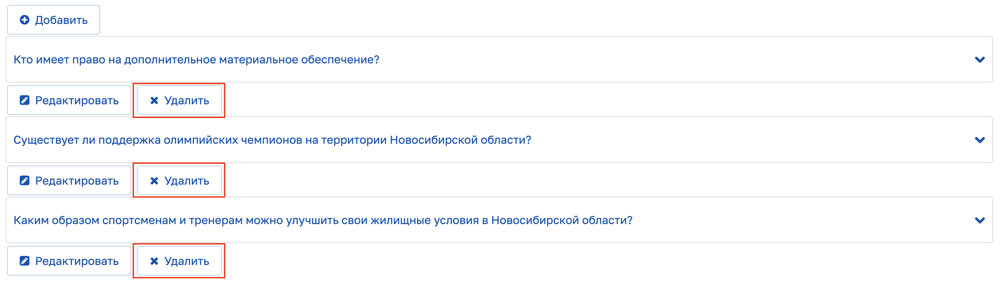 Добавить
Кто имеет право на дополнительное материальное обеспечение?
Редактировать Удалить
Существует ли поддержка олимпийских чемпионов на территории Новосибирской области?
Редактировать Удалить
Каким образом спортсменам и тренерам можно улучшить свои жилищные условия в Новосибирской области?
Редактировать Удалить